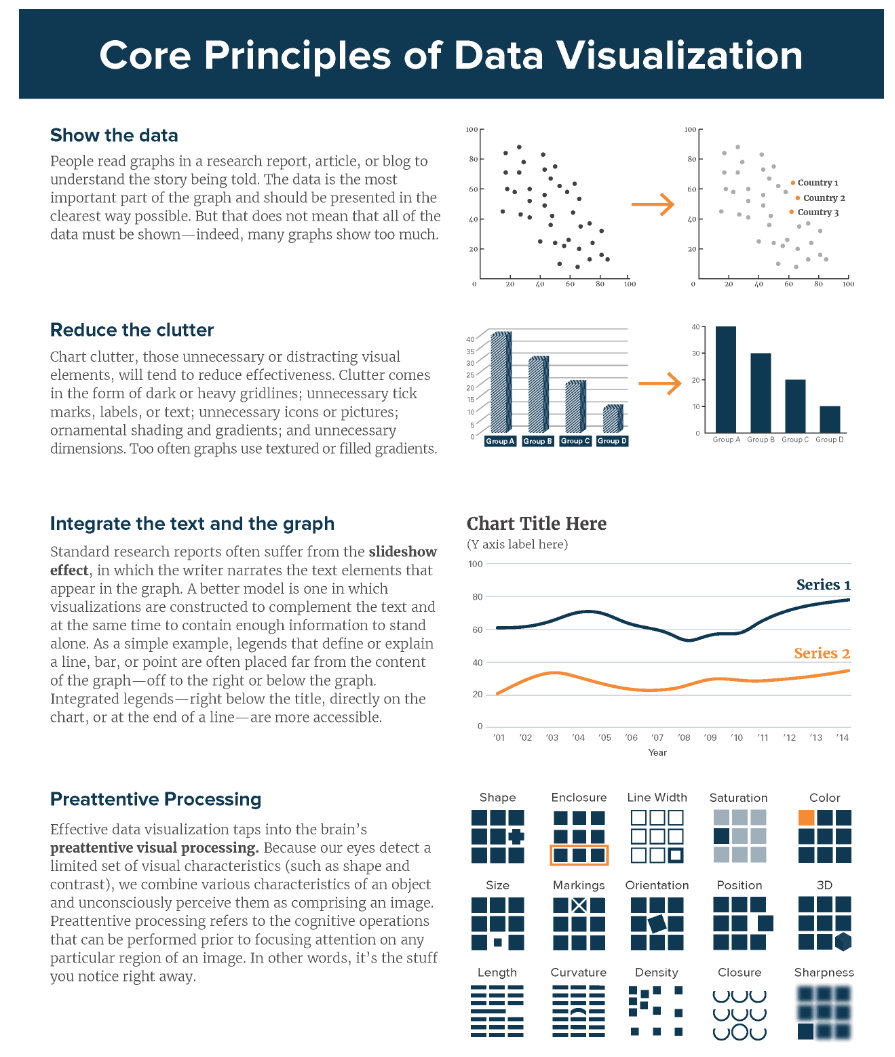 Core Principles of Data Visualization
Show the data
People read graphs in a research report, article, or blog to
understand the story being told. The data is the most
important part of the graph and should be presented in the
clearest way possible. But that does not mean that all of the
data must be shown—indeed, many graphs show too much.
100
80
60
40
20
0 20 40 60 80 100
100
80
60
40
20
0 20 40 60 80 100
Country 1
Country 2
Country 3
Reduce the clutter
Chart clutter, those unnecessary or distracting visual
elements, will tend to reduce effectiveness. Clutter comes
in the form of dark or heavy gridlines; unnecessary tick
marks, labels, or text; unnecessary icons or pictures;
ornamental shading and gradients; and unnecessary
dimensions. Too often graphs use textured or filled gradients.
40
35
30
25
20
15
10
5
0
Group A Group B Group C Group D
40
30
20
10
0
Group A Group B Group C Group D
Integrate the text and the graph
Standard research reports often suffer from the slideshow
effect, in which the writer narrates the text elements that
appear in the graph. A better model is one in which
visualizations are constructed to complement the text and
at the same time to contain enough information to stand
alone. As a simple example, legends that define or explain
a line, bar, or point are often placed far from the content
of the graph—off to the right or below the graph.
Integrated legends—right below the title, directly on the
chart, or at the end of a line—are more accessible.
Chart Title Here
(Y axis label here)
100
80
60
40
20
0
Series 1
Series 2
'01 '02 '03 '04 '05 '06 '07 '08 '09 '10 '11 '12 '13 '14
Year
Preattentive Processing
Effective data visualization taps into the brain's
preattentive visual processing. Because our eyes detect a
limited set of visual characteristics (such as shape and
contrast), we combine various characteristics of an object
and unconsciously perceive them as comprising an image.
Preattentive processing refers to the cognitive operations
that can be performed prior to focusing attention on any
particular region of an image. In other words, it's the stuff
you notice right away.
Shape Enclosure Line Width Saturation Color
Size Markings Orientation Position 3D
Length Curvature Density Closure Sharpness